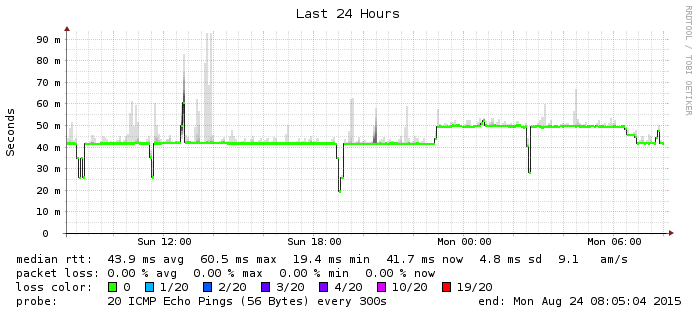 Last 24 Hours
RRDTOOL / TOBI OETIKER
Seconds
90 m
80 m
70 m
60 m
50 m
40 m
30 m
20 m
10 m
0
Sun 12:00 Sun 18:00 Mon 00:00 Mon 06:00
median rtt: 43.9 ms avg 60.5 ms max 19.4 ms min 41.7 ms now 4.8 ms sd 9.1 am/s
packet loss: 0.00 % avg 0.00 % max 0.00 % min 0.00 % now
loss color: 0 1/20 2/20 3/20 4/20 10/20 19/20
probe: 20 ICMP Echo Pings (56 Bytes) every 300s end: Mon Aug 24 08:05:04 2015